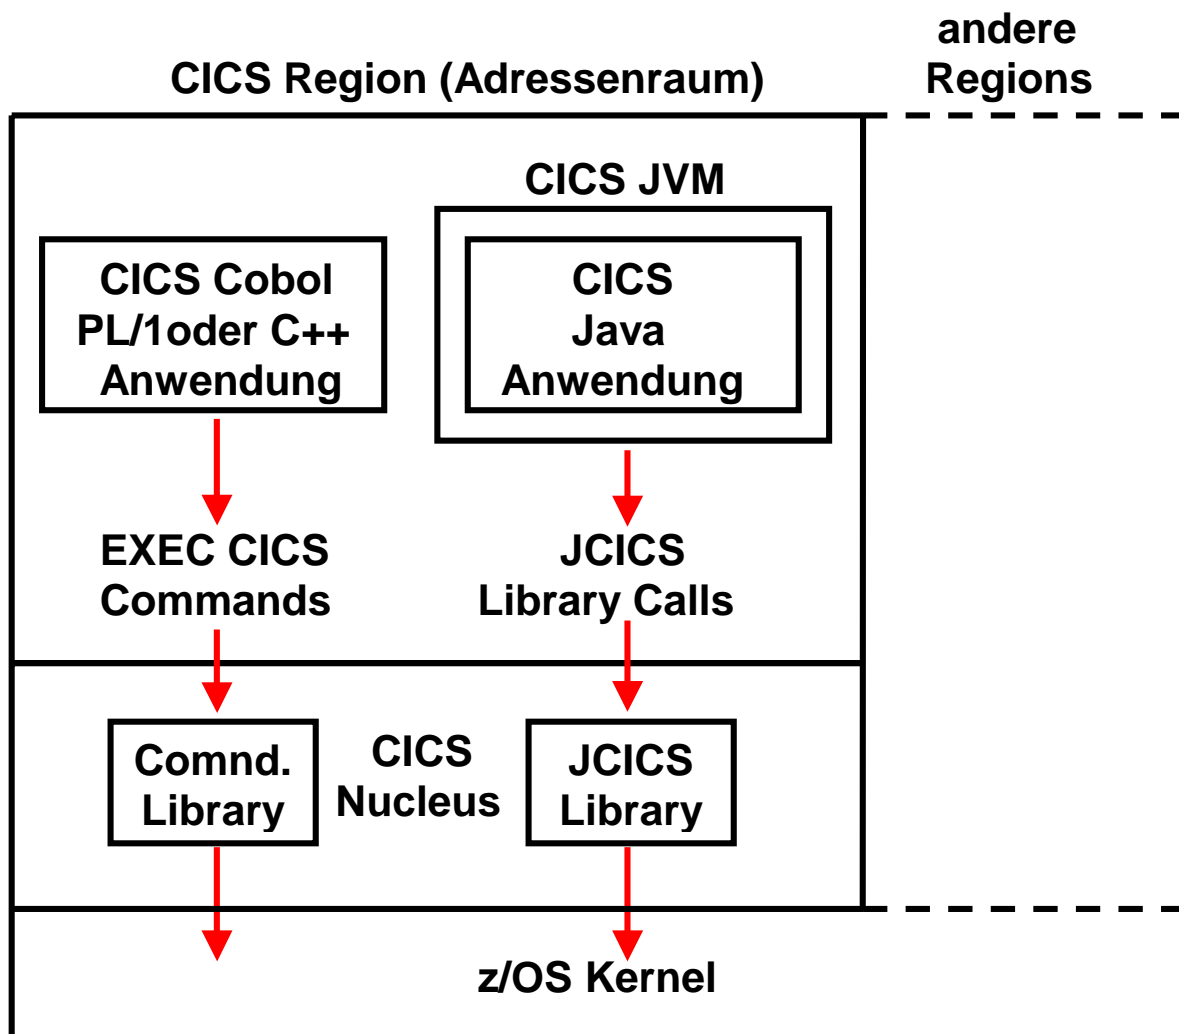 andere
Regions
CICS Region (Adressenraum)
CICS JVM
CICS Cobol
PL/1oder C++
Anwendung
CICS
Java
Anwendung
EXEC CICS
Commands
JCICS
Library Calls
Comnd.
Library
CICS
Nucleus
JCICS
Library
z/OS Kernel